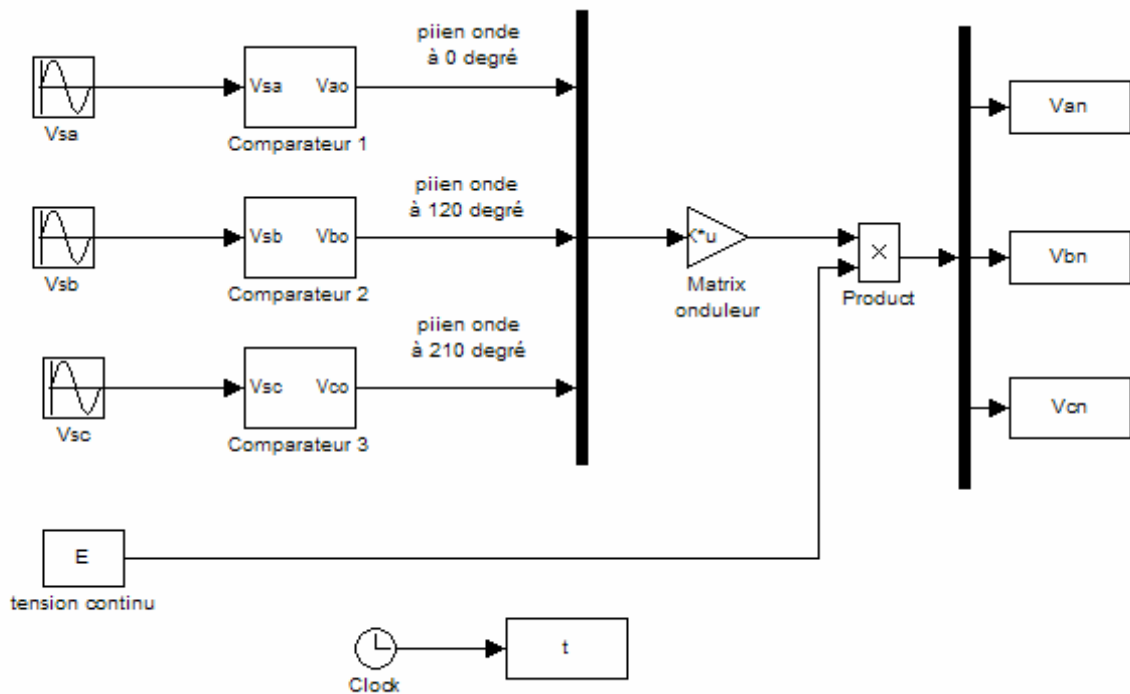 piien onde
à 0 degré
Vsa
Vsa Vao
Comparateur 1
piien onde
à 120 degré
Vsb
Vsb Vbo
Comparateur 2
piien onde
à 210 degré
Vsc
Vsc Vco
Comparateur 3
K*u
Matrix
onduleur
×
Product
Van
Vbn
Vcn
E
tension continu
Clock
t